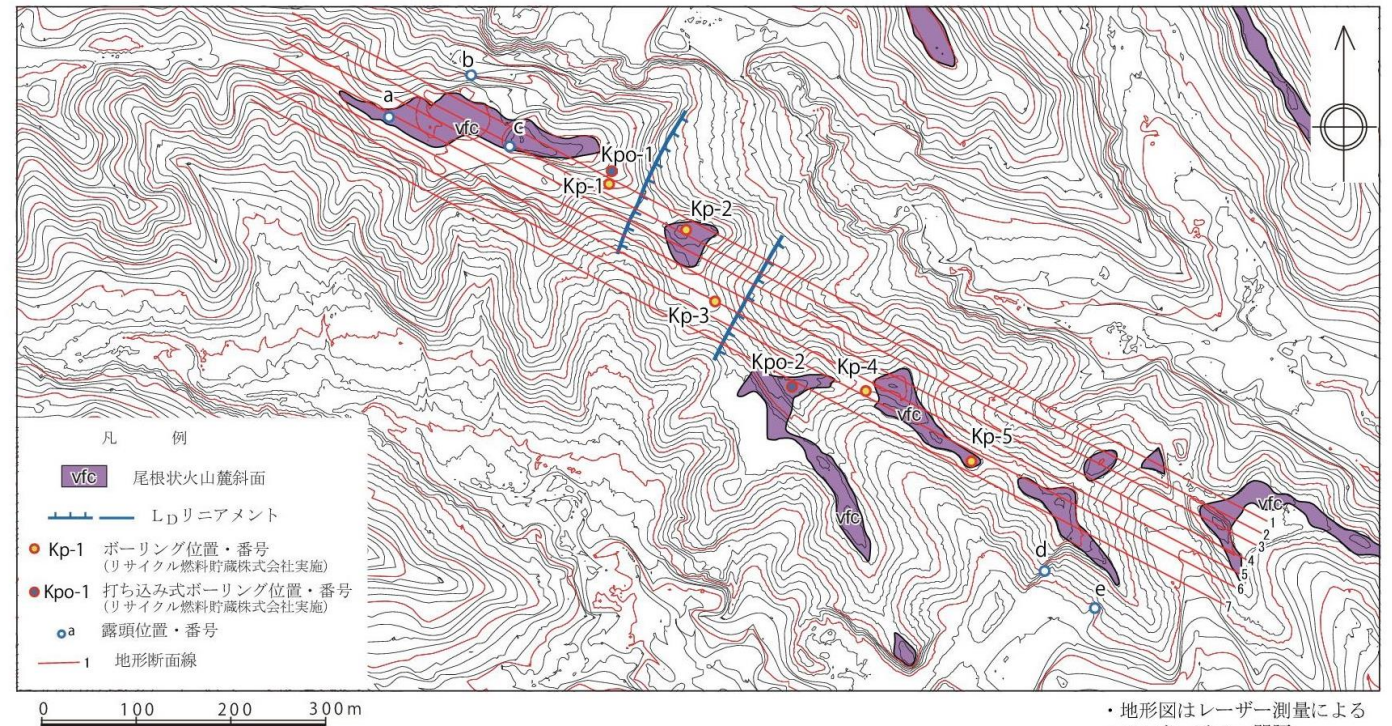 b
a
vfc
c
Kpo-1
Kp-1
Kp-2
Kp-3
Kpo-2
Kp-4
vfc
Kp-5
vfc
vfc
d
e
1
2
3
4
5
6
7
凡 例
vfc 尾根状火山麓斜面
LDリニアメント
Kp-1 ボーリング位置・番号
(リサイクル燃料貯蔵株式会社実施)
Kpo-1 打ち込み式ボーリング位置・番号
(リサイクル燃料貯蔵株式会社実施)
a 露頭位置・番号
1 地形断面線
0 100 200 300m
・地形図はレーザー測量による